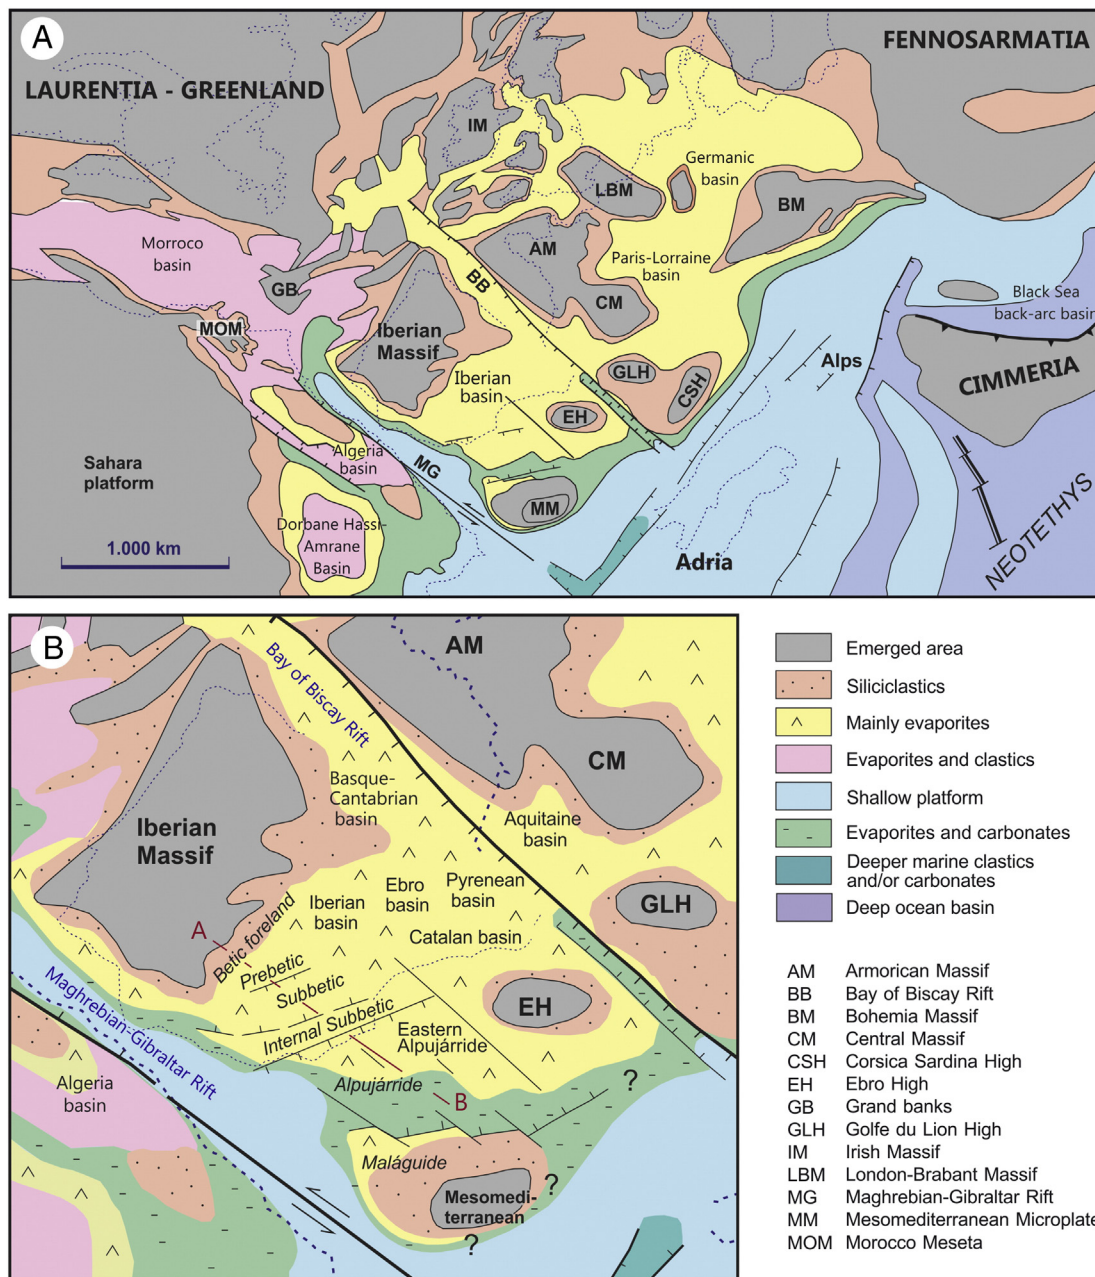 A
LAURENTIA - GREENLAND
FENNOSARMATIA
IM
LBM
Germanic
basin
BM
Morroco
basin
AM
Paris-Lorraine
basin
GB
BB
CM
MOM
Iberian
Massif
Black Sea
back-arc basin
Alps
CIMMERIA
GLH
CSH
Iberian
basin
EH
Algeria
basin
MG
Sahara
platform
MM
Dorbane Hassi-
Amrane
Basin
1.000 km
Adria
NEOTETHYS
B
AM
Bay of Biscay Rift
CM
Basque-
Cantabrian
basin
Aquitaine
basin
Iberian
Massif
Ebro
basin
Pyrenean
basin
Iberian
basin
GLH
A
Betic foreland
Catalan basin
Prebetic
Subbetic
EH
Maghrebian-Gibraltar Rift
Internal Subbetic
Eastern
Alpujárride
Algeria
basin
Alpujárride
B
?
Maláguide
?
Mesomedi-
terranean
?
Emerged area
Siliciclastics
Mainly evaporites
Evaporites and clastics
Shallow platform
Evaporites and carbonates
Deeper marine clastics
and/or carbonates
Deep ocean basin
AM Armorican Massif
BB Bay of Biscay Rift
BM Bohemia Massif
CM Central Massif
CSH Corsica Sardina High
EH Ebro High
GB Grand banks
GLH Golfe du Lion High
IM Irish Massif
LBM London-Brabant Massif
MG Maghrebian-Gibraltar Rift
MM Mesomediterranean Microplate
MOM Morocco Meseta